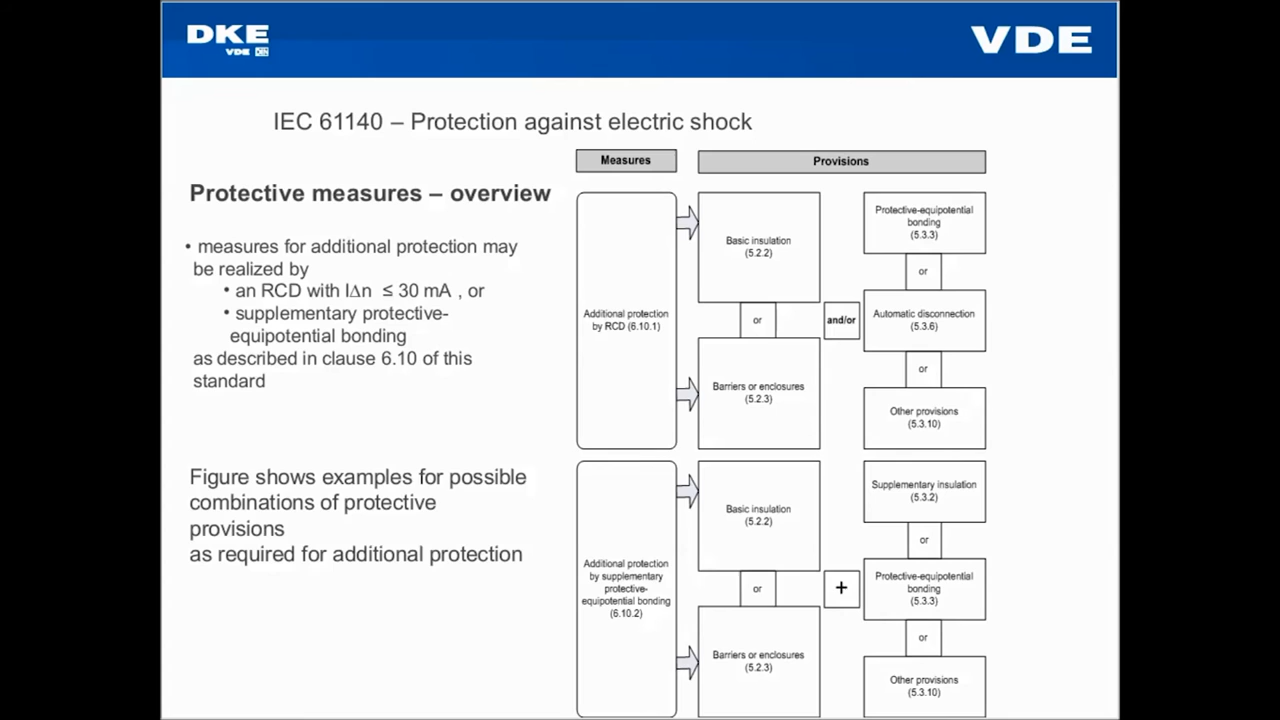 DKE
VDE DIN
VDE
IEC 61140 – Protection against electric shock
Protective measures – overview
• measures for additional protection may
be realized by
• an RCD with I∆n ≤ 30 mA , or
• supplementary protective-
equipotential bonding
as described in clause 6.10 of this
standard
Figure shows examples for possible
combinations of protective
provisions
as required for additional protection
Measures
Provisions
Additional protection
by RCD (6.10.1)
Basic insulation
(5.2.2)
or
Barriers or enclosures
(5.2.3)
and/or
Protective-equipotential
bonding
(5.3.3)
or
Automatic disconnection
(5.3.6)
or
Other provisions
(5.3.10)
Additional protection
by supplementary
protective-
equipotential bonding
(6.10.2)
Basic insulation
(5.2.2)
or
Barriers or enclosures
(5.2.3)
+
Supplementary insulation
(5.3.2)
or
Protective-equipotential
bonding
(5.3.3)
or
Other provisions
(5.3.10)